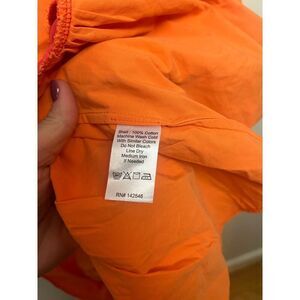 Shell: 100% Cotton
Machine Wash Cold
With Similar Colors
Do Not Bleach
Line Dry
Medium Iron
If Needed
RN# 142546